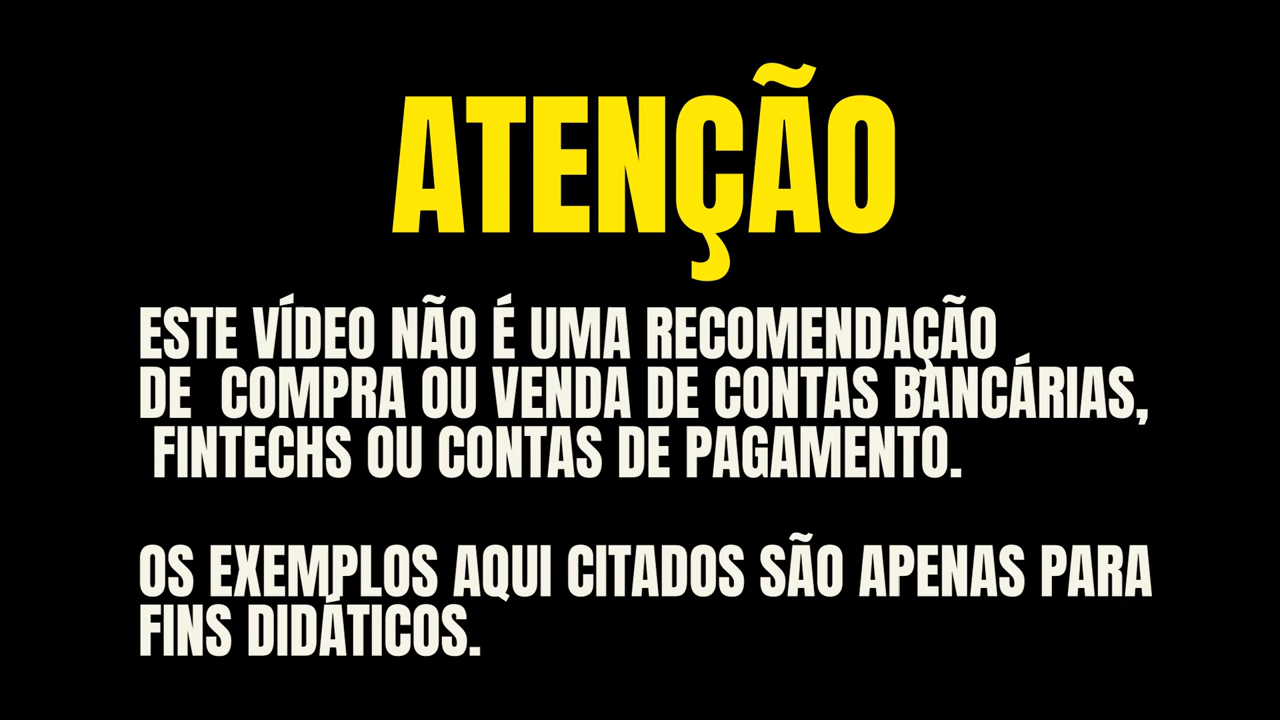 ATENÇÃO
ESTE VÍDEO NÃO É UMA RECOMENDAÇÃO
DE COMPRA OU VENDA DE CONTAS BANCÁRIAS,
FINTECHS OU CONTAS DE PAGAMENTO.
OS EXEMPLOS AQUI CITADOS SÃO APENAS PARA
FINS DIDÁTICOS.